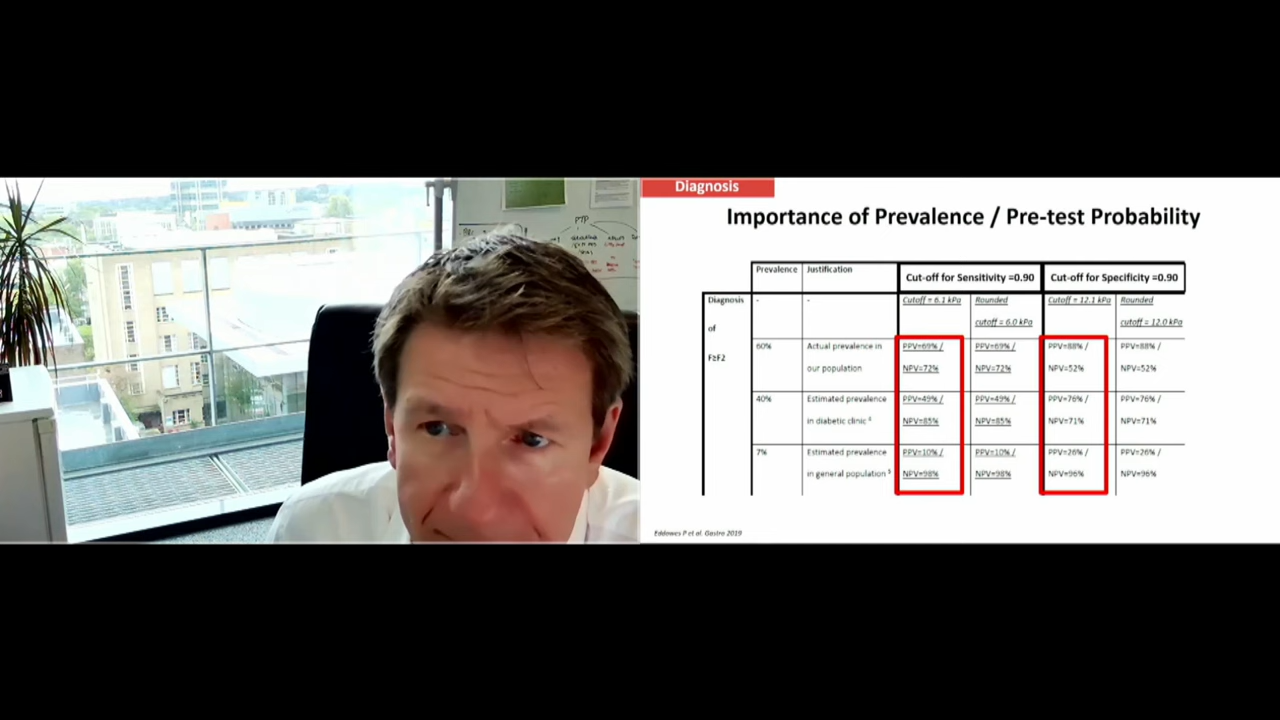 PTP
Diagnosis
Importance of Prevalence / Pre-test Probability
Prevalence Justification Cut-off for Sensitivity =0.90 Cut-off for Specificity =0.90
Diagnosis - - Cutoff = 6.1 kPa Rounded Cutoff = 12.1 kPa Rounded
of cutoff = 6.0 kPa cutoff = 12.0 kPa
F≥F2
60% Actual prevalence in PPV=69% / PPV=69% / PPV=88% / PPV=88% /
our population NPV=72% NPV=72% NPV=52% NPV=52%
40% Estimated prevalence PPV=49% / PPV=49% / PPV=76% / PPV=76% /
in diabetic clinic NPV=85% NPV=85% NPV=71% NPV=71%
7% Estimated prevalence PPV=10% / PPV=10% / PPV=26% / PPV=26% /
in general population NPV=98% NPV=98% NPV=96% NPV=96%
Eddowes P et al. Gastro 2019